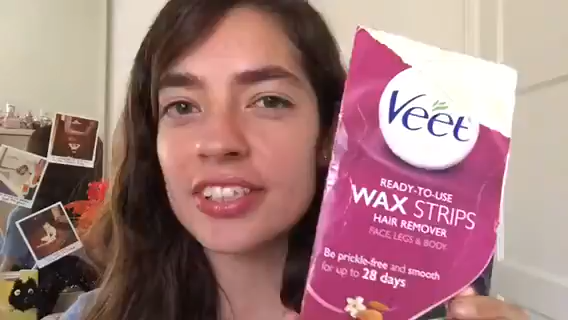 Veet
READY-TO-USE
WAX STRIPS
HAIR REMOVER
FACE, LEGS & BODY
Be prickle-free and smooth
for up to 28 days